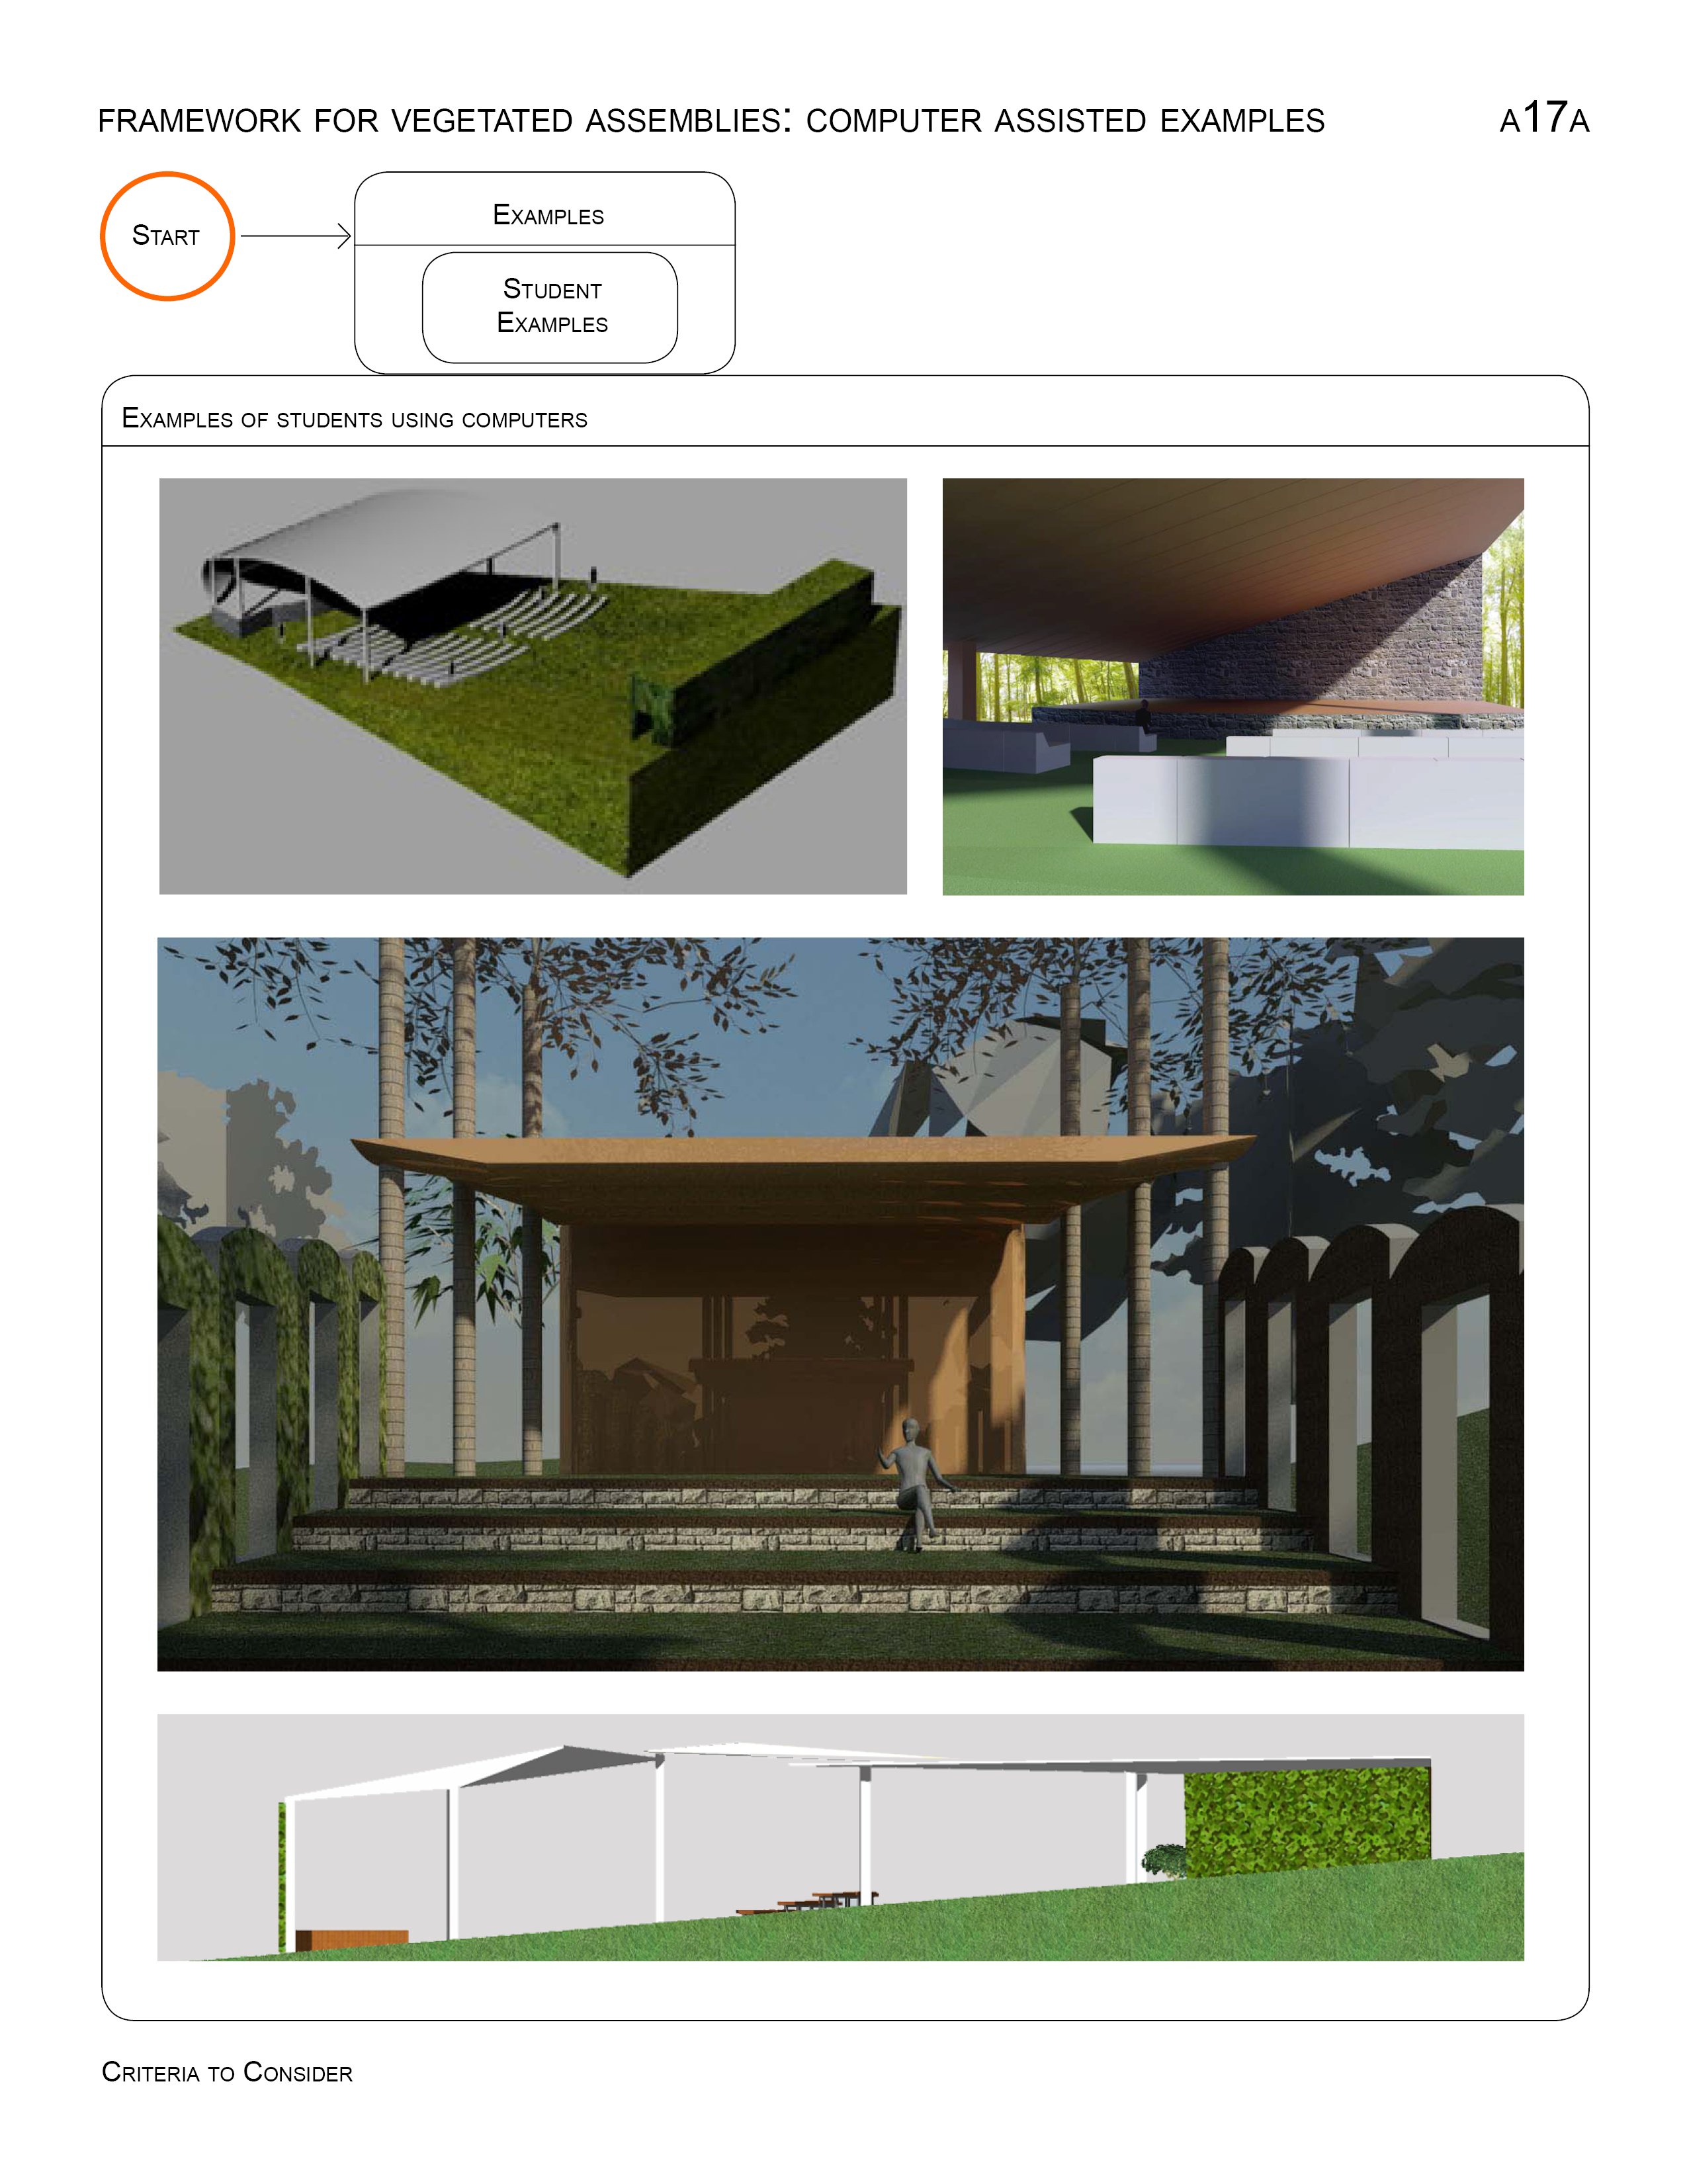 FRAMEWORK FOR VEGETATED ASSEMBLIES: COMPUTER ASSISTED EXAMPLES
A17A
START
EXAMPLES
STUDENT
EXAMPLES
EXAMPLES OF STUDENTS USING COMPUTERS
CRITERIA TO CONSIDER